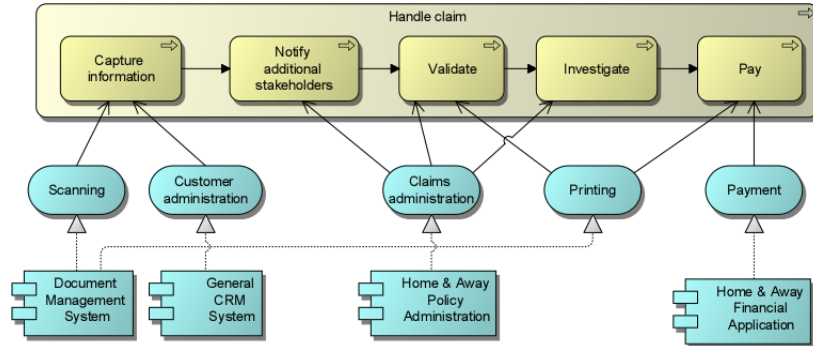 Handle claim
Capture
information
Notify
additional
stakeholders
Validate
Investigate
Pay
Scanning
Customer
administration
Claims
administration
Printing
Payment
Document
Management
System
General
CRM
System
Home & Away
Policy
Administration
Home & Away
Financial
Application